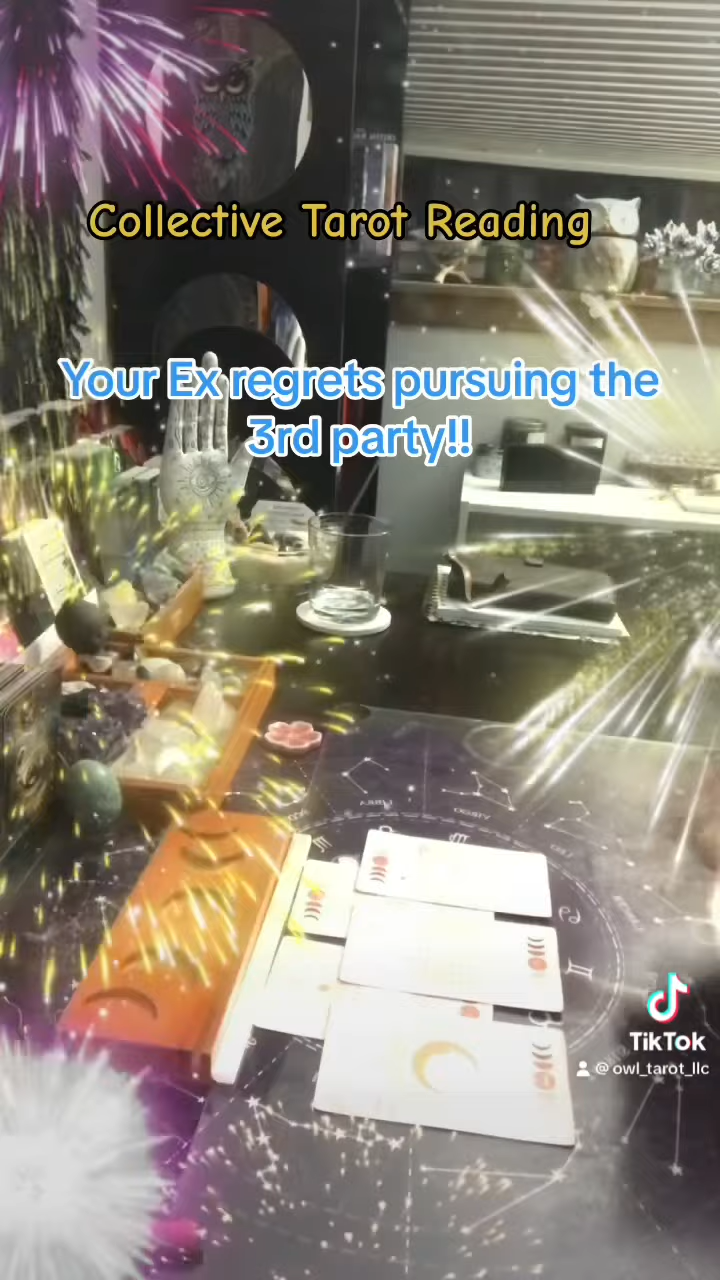 Collective Tarot Reading
Your Ex regrets pursuing the
3rd party!!
TikTok
@owl_tarot_llc